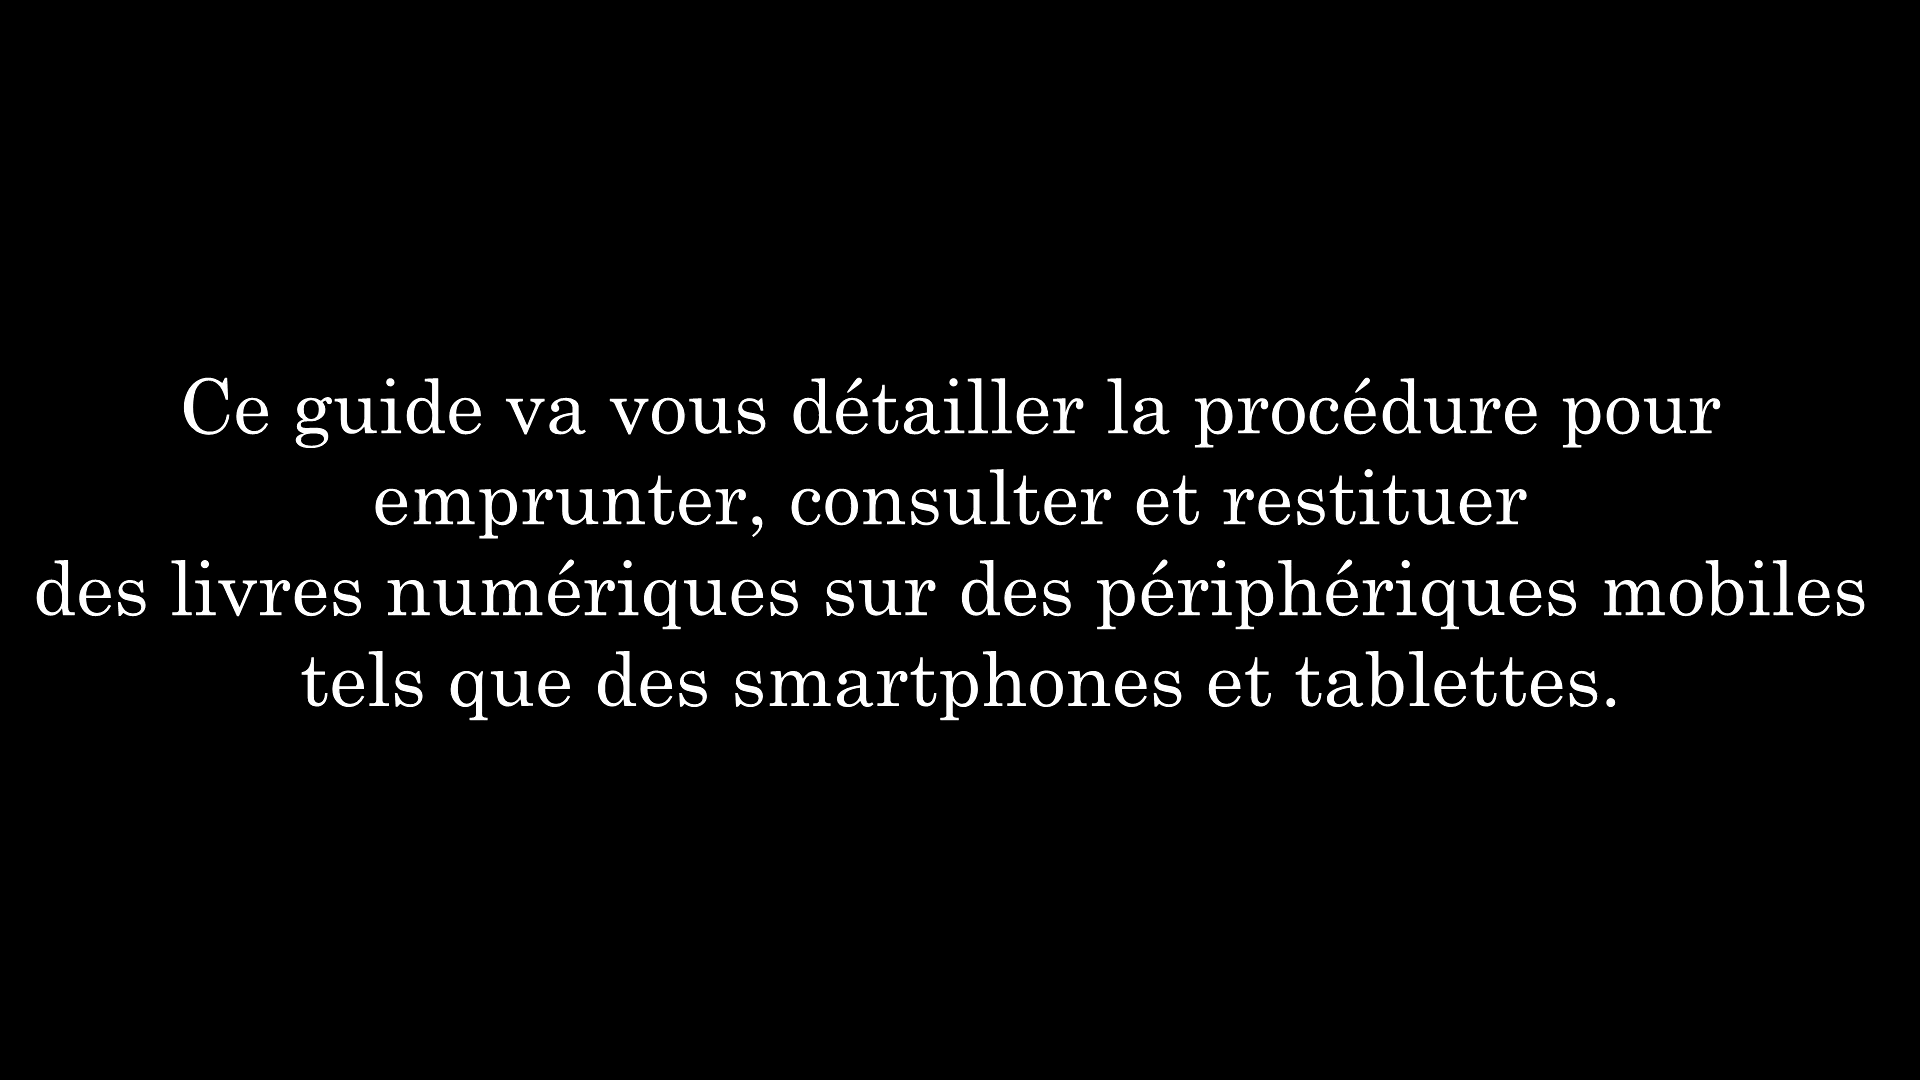 Ce guide va vous détailler la procédure pour
emprunter, consulter et restituer
des livres numériques sur des périphériques mobiles
tels que des smartphones et tablettes.